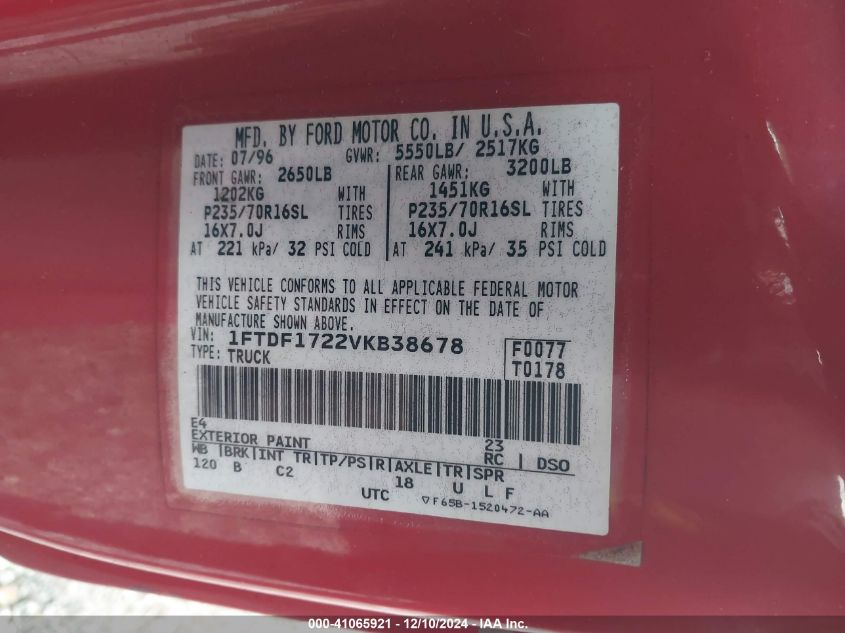 MFD. BY FORD MOTOR CO. IN U.S.A.
DATE: 07/96 GVWR: 5550LB/ 2517KG
FRONT GAWR: 2650LB REAR GAWR: 3200LB
1202KG WITH 1451KG WITH
P235/70R16SL TIRES P235/70R16SL TIRES
16X7.0J RIMS 16X7.0J RIMS
AT 221 kPa/ 32 PSI COLD AT 241 kPa/ 35 PSI COLD
THIS VEHICLE CONFORMS TO ALL APPLICABLE FEDERAL MOTOR
VEHICLE SAFETY STANDARDS IN EFFECT ON THE DATE OF
MANUFACTURE SHOWN ABOVE.
VIN: 1FTDF1722VKB38678 F0077
TYPE: TRUCK T0178
E4 23
EXTERIOR PAINT RC DSO
WB BRK INT TR TP/PS R AXLE TR SPR
120 B C2 18 U L F
UTC ▽F65B-1520472-AA
000-41065921 - 12/10/2024 - IAAI.COM